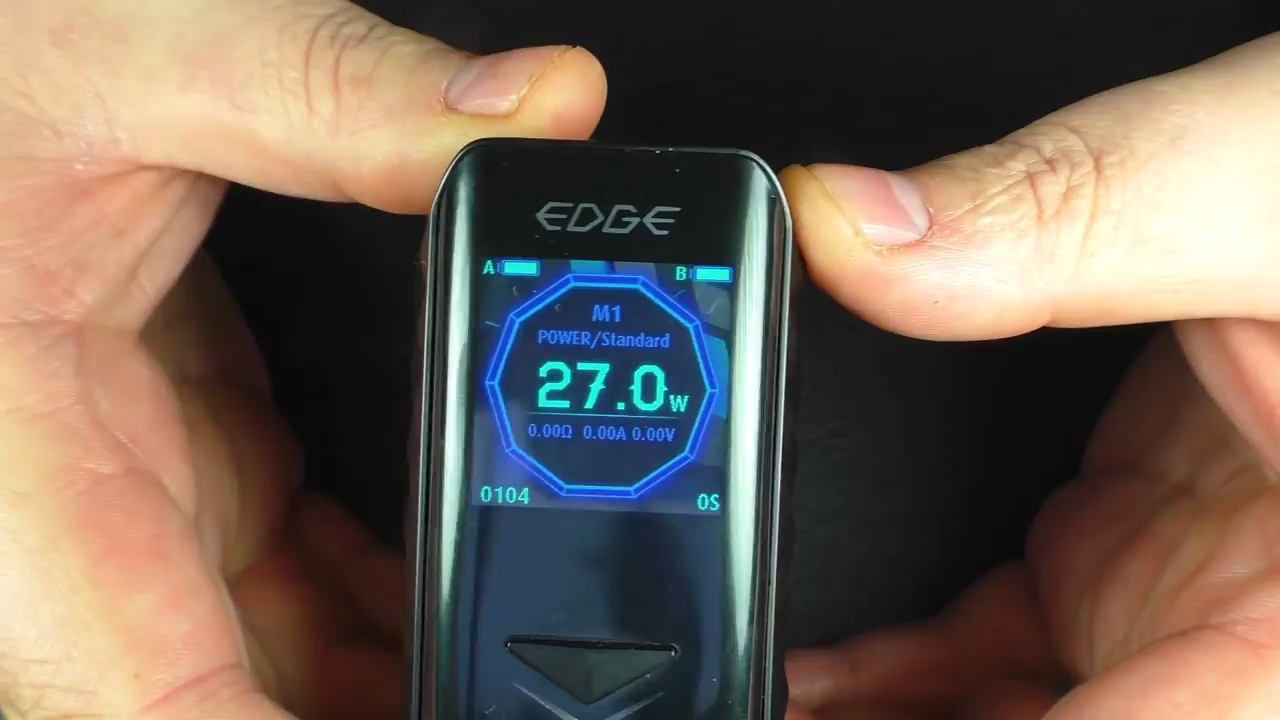 EDGE
A B
M1
POWER/Standard
27.0W
0.00Ω 0.00A 0.00V
0104 0S